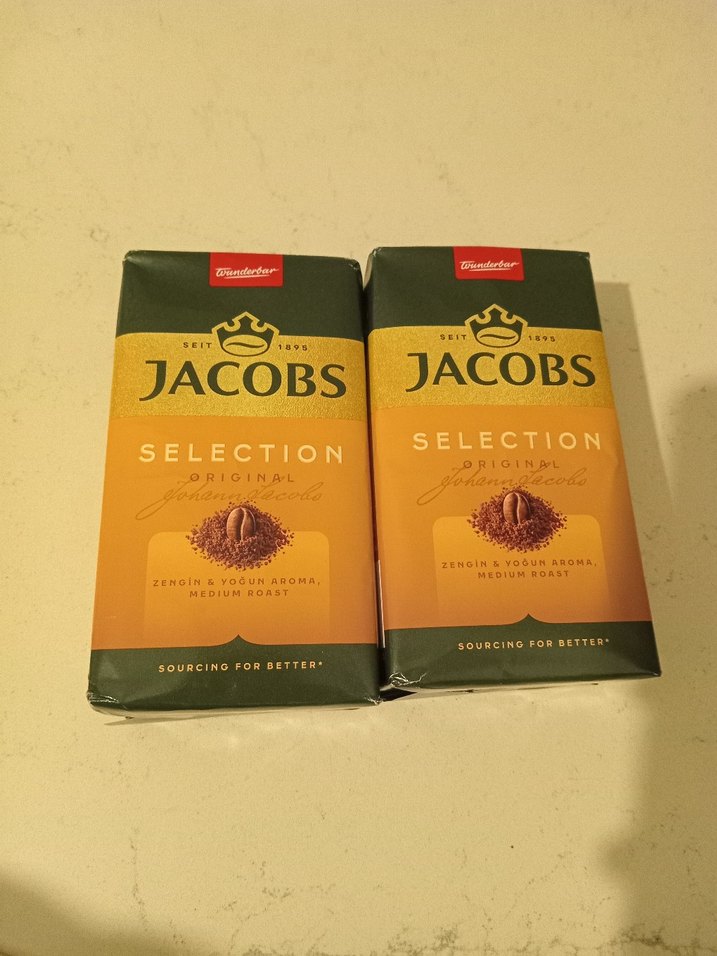 Wunderbar
SEIT 1895
JACOBS
SELECTION
ORIGINAL
Johann Jacobs
ZENGİN & YOĞUN AROMA,
MEDIUM ROAST
SOURCING FOR BETTER*
Wunderbar
SEIT 1895
JACOBS
SELECTION
ORIGINAL
Johann Jacobs
ZENGİN & YOĞUN AROMA,
MEDIUM ROAST
SOURCING FOR BETTER*